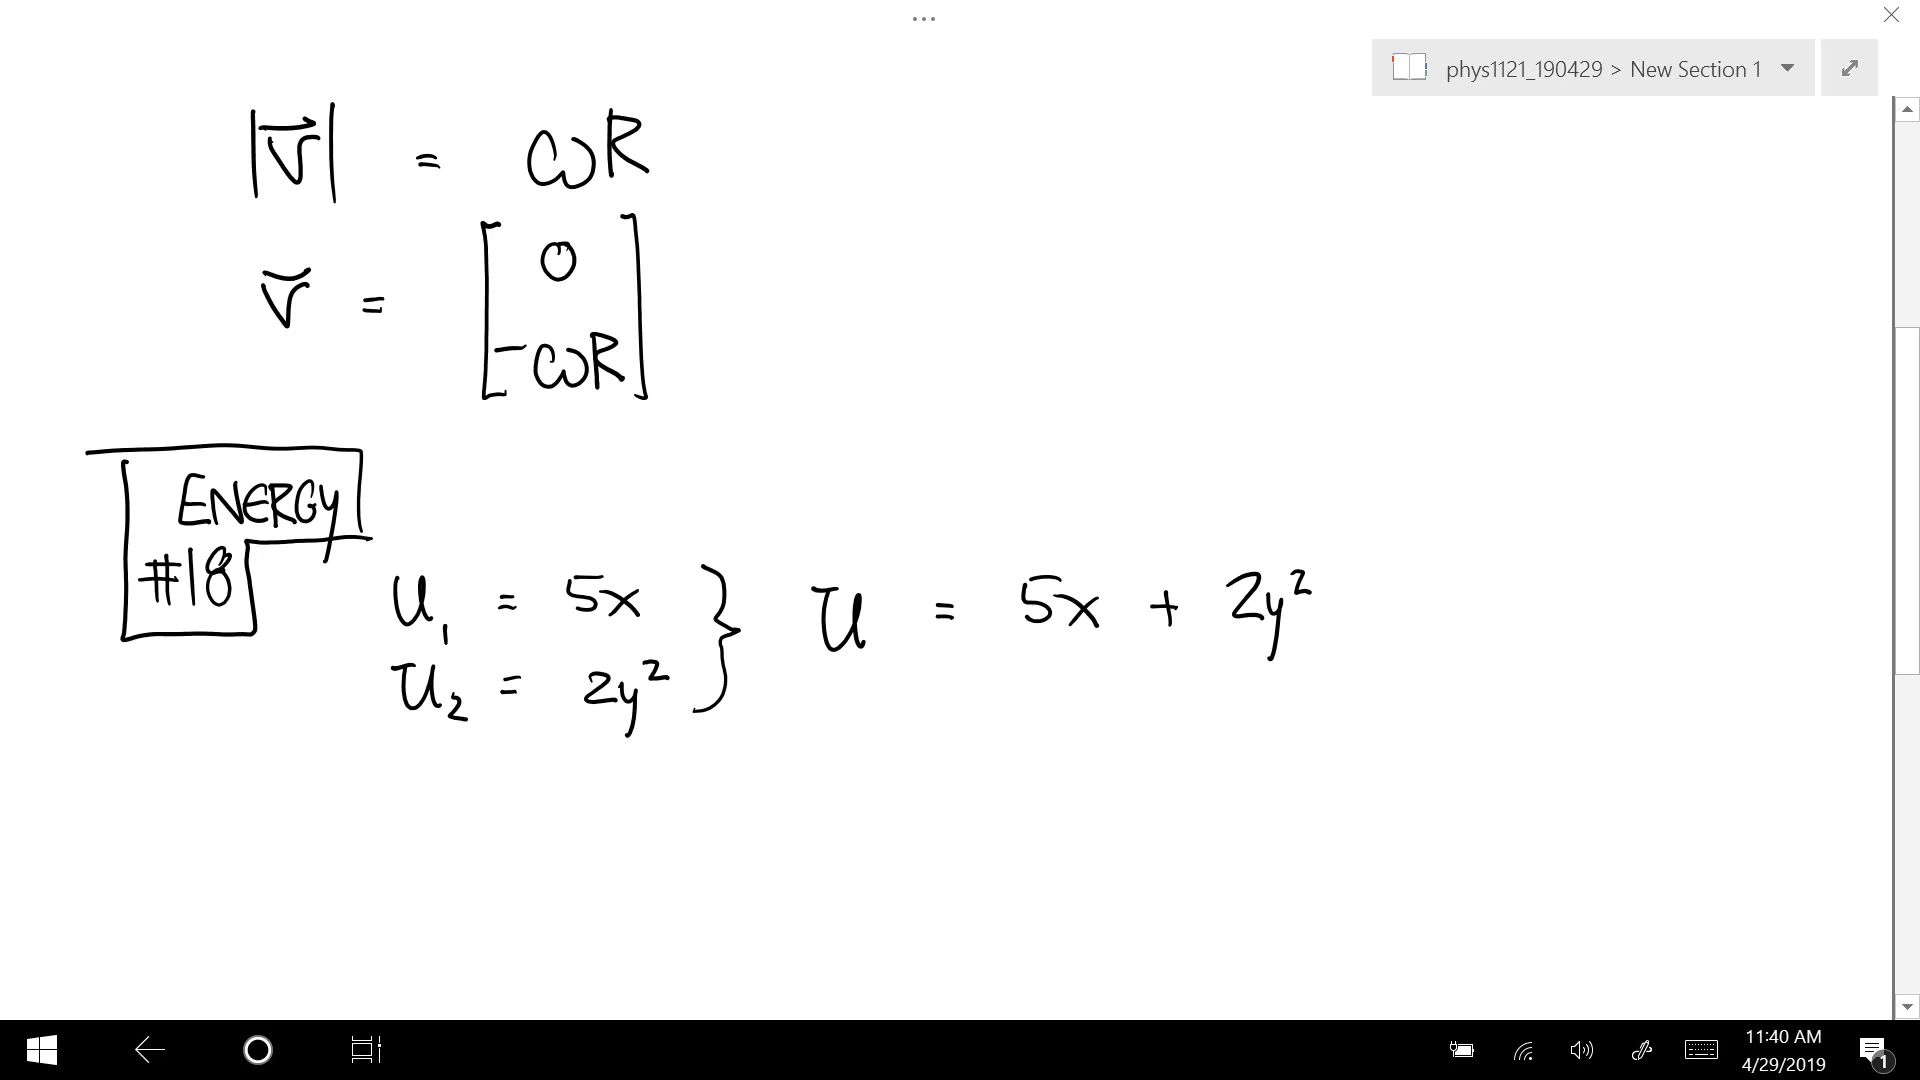 phys1121_190429 > New Section 1
|v⃗| = ωR
v⃗ = [ 0
-ωR ]
ENERGY
#18
U₁ = 5x
U₂ = 2y²
} U = 5x + 2y²
11:40 AM
4/29/2019
1